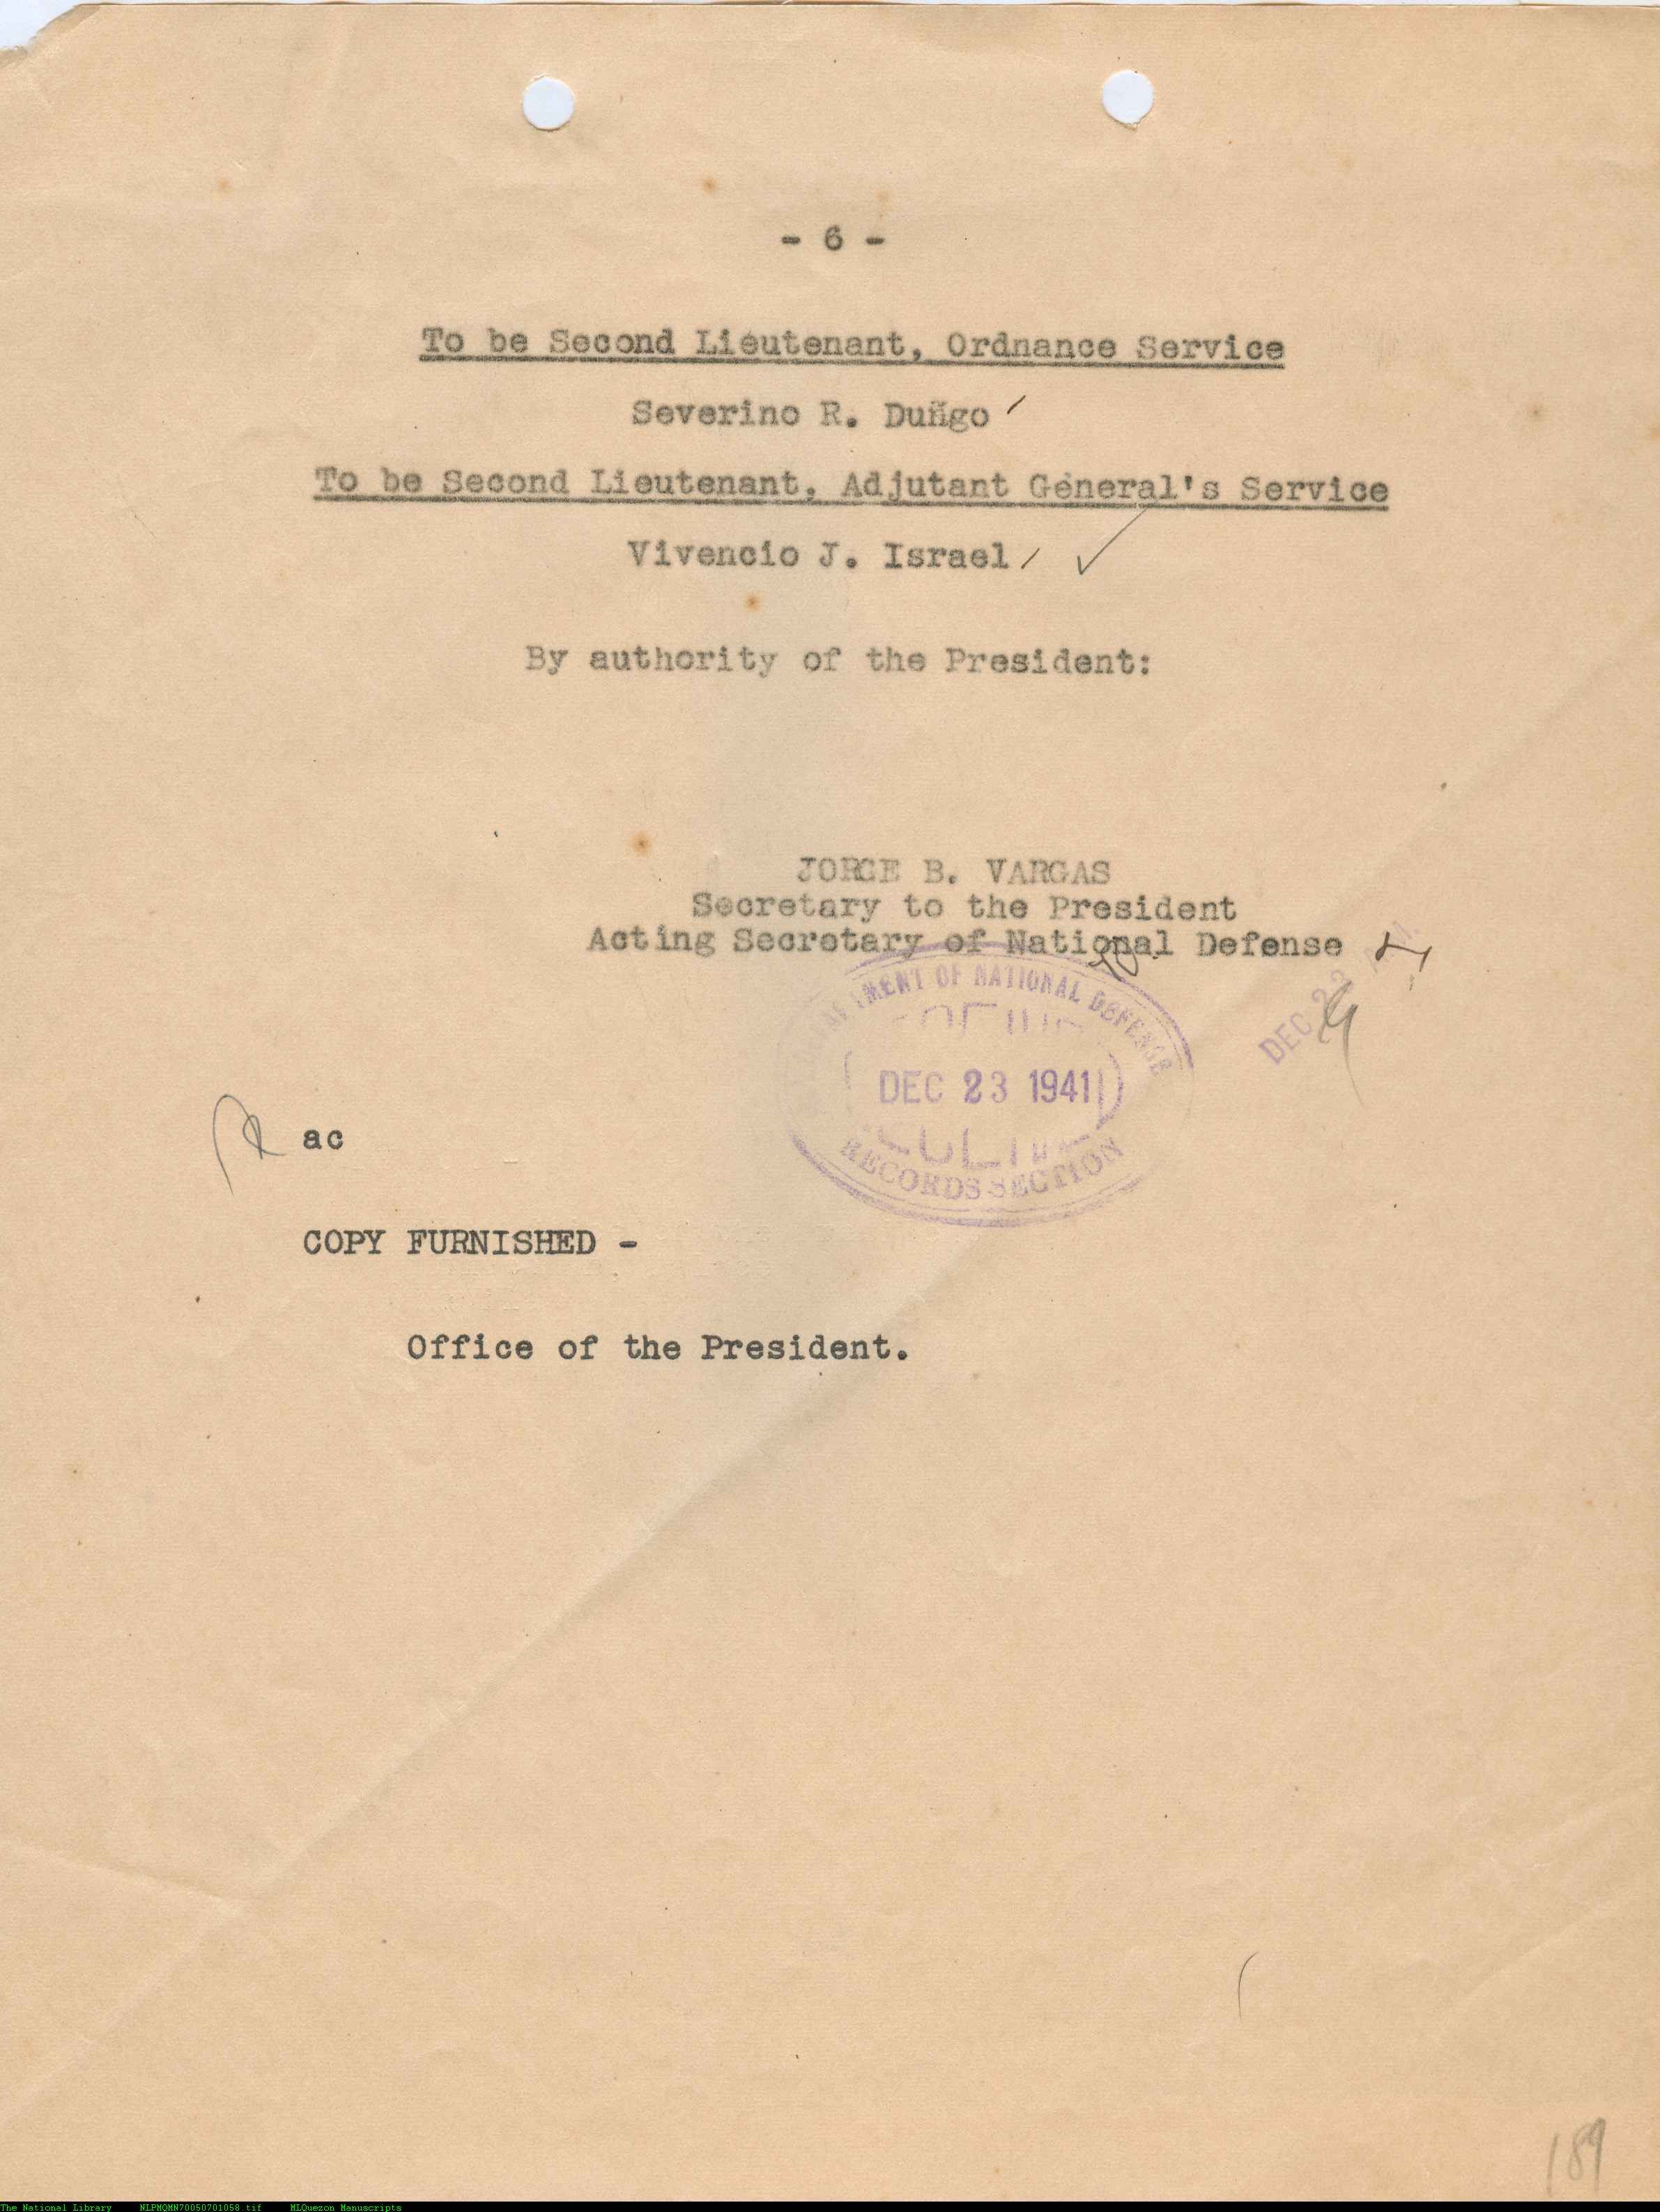 - 6 -
To be Second Lieutenant, Ordnance Service
Severino R. Duñgo
To be Second Lieutenant, Adjutant General's Service
Vivencio J. Israel
By authority of the President:
JORGE B. VARGAS
Secretary to the President
Acting Secretary of National Defense
DEPARTMENT OF NATIONAL DEFENSE
DEC 23 1941
RECORDS SECTION
DEC 22
ac
COPY FURNISHED -
Office of the President.
189
The National Library NLPMQMN70050701058.tif MLQuezon Manuscripts